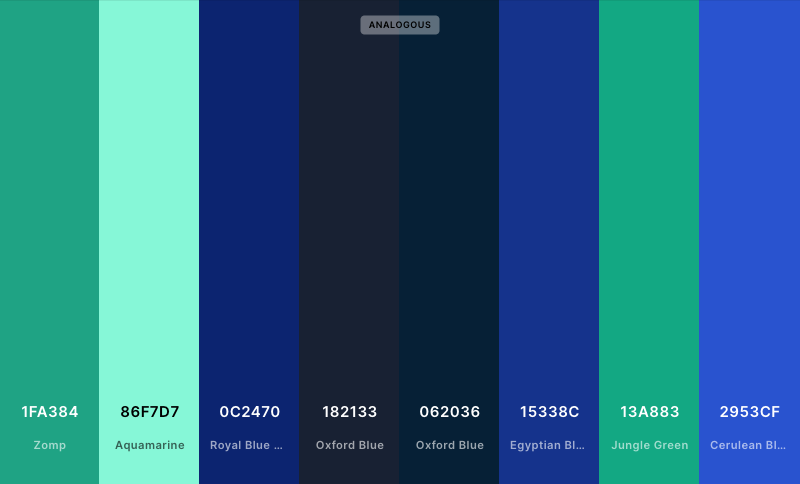 ANALOGOUS
1FA384 86F7D7 0C2470 182133 062036 15338C 13A883 2953CF
Zomp Aquamarine Royal Blue ... Oxford Blue Oxford Blue Egyptian Bl... Jungle Green Cerulean Bl...